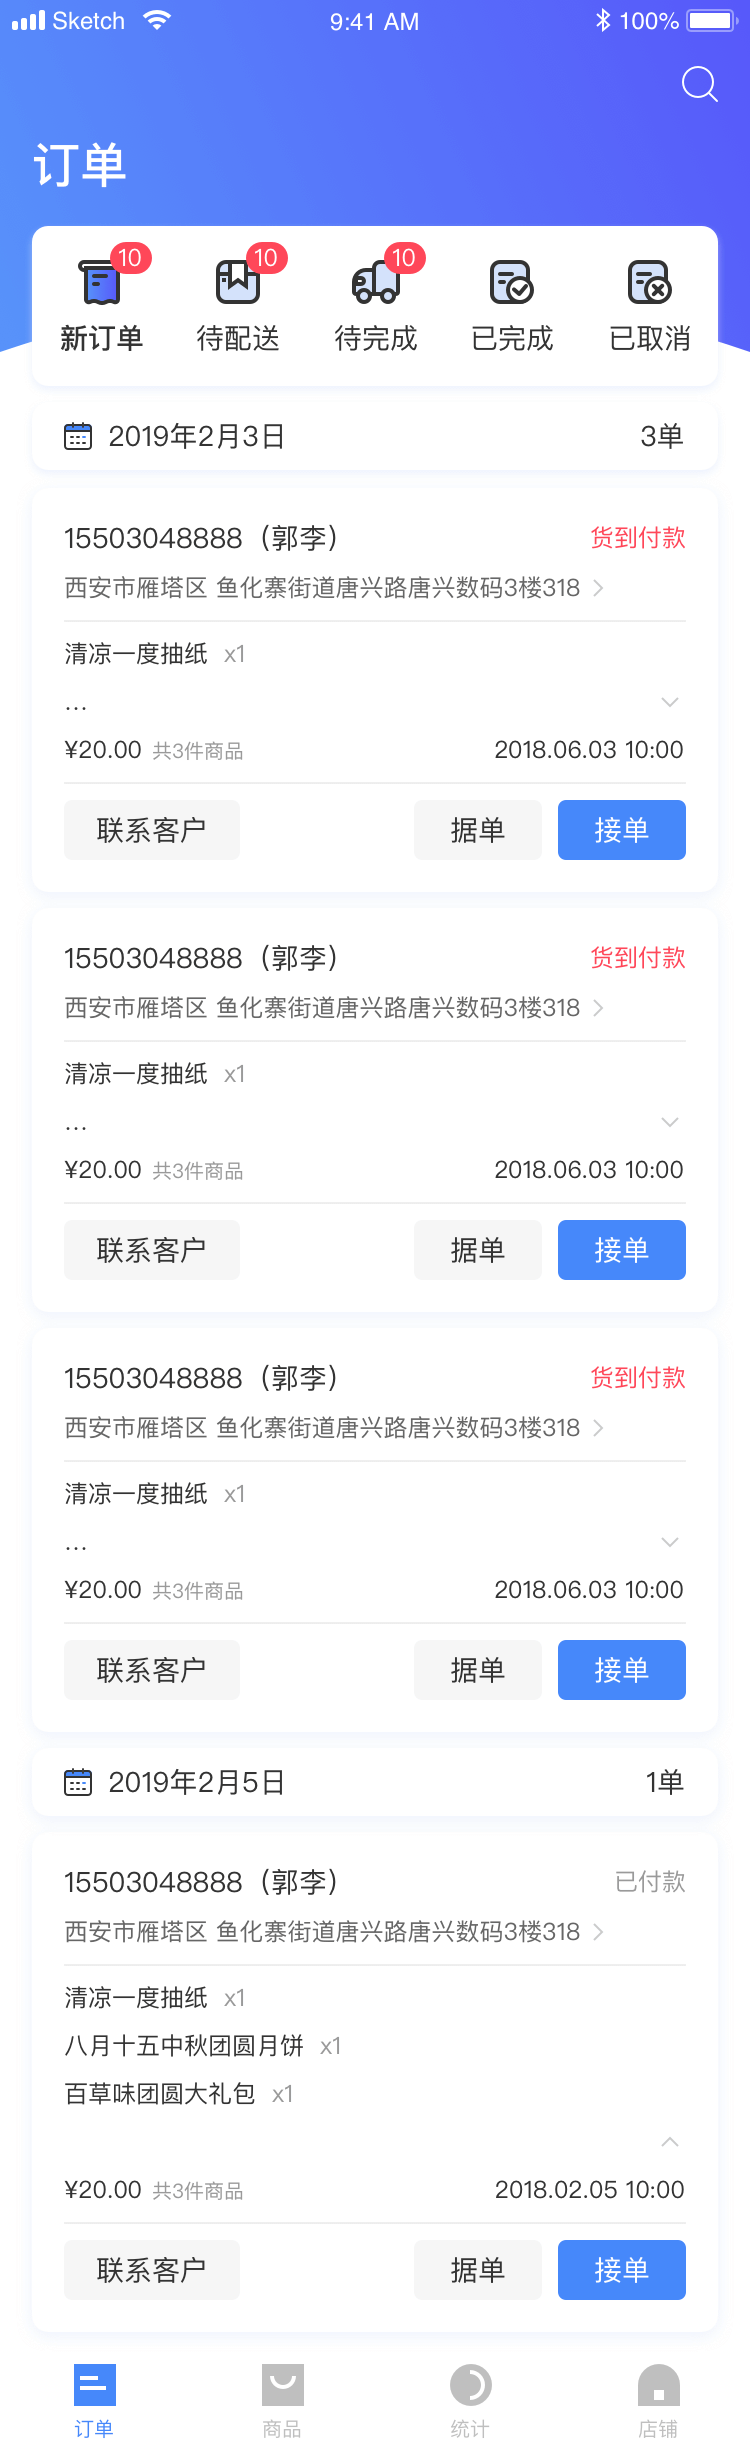 Sketch 9:41 AM 100%
订单
10 10 10
新订单 待配送 待完成 已完成 已取消
2019年2月3日 3单
15503048888（郭李） 货到付款
西安市雁塔区 鱼化寨街道唐兴路唐兴数码3楼318
清凉一度抽纸 x1
...
¥20.00 共3件商品 2018.06.03 10:00
联系客户 据单 接单
15503048888（郭李） 货到付款
西安市雁塔区 鱼化寨街道唐兴路唐兴数码3楼318
清凉一度抽纸 x1
...
¥20.00 共3件商品 2018.06.03 10:00
联系客户 据单 接单
15503048888（郭李） 货到付款
西安市雁塔区 鱼化寨街道唐兴路唐兴数码3楼318
清凉一度抽纸 x1
...
¥20.00 共3件商品 2018.06.03 10:00
联系客户 据单 接单
2019年2月5日 1单
15503048888（郭李） 已付款
西安市雁塔区 鱼化寨街道唐兴路唐兴数码3楼318
清凉一度抽纸 x1
八月十五中秋团圆月饼 x1
百草味团圆大礼包 x1
¥20.00 共3件商品 2018.02.05 10:00
联系客户 据单 接单
订单 商品 统计 店铺